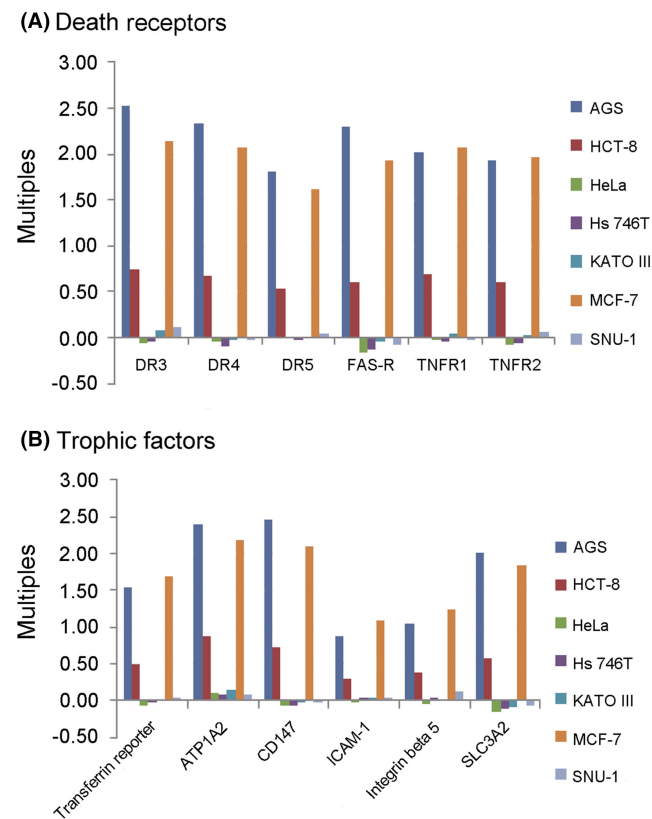 (A) Death receptors
Multiples
3.00
2.50
2.00
1.50
1.00
0.50
0.00
-0.50
DR3 DR4 DR5 FAS-R TNFR1 TNFR2
AGS
HCT-8
HeLa
Hs 746T
KATO III
MCF-7
SNU-1
(B) Trophic factors
Multiples
3.00
2.50
2.00
1.50
1.00
0.50
0.00
-0.50
Transferrin reporter
ATP1A2
CD147
ICAM-1
Integrin beta 5
SLC3A2
AGS
HCT-8
HeLa
Hs 746T
KATO III
MCF-7
SNU-1